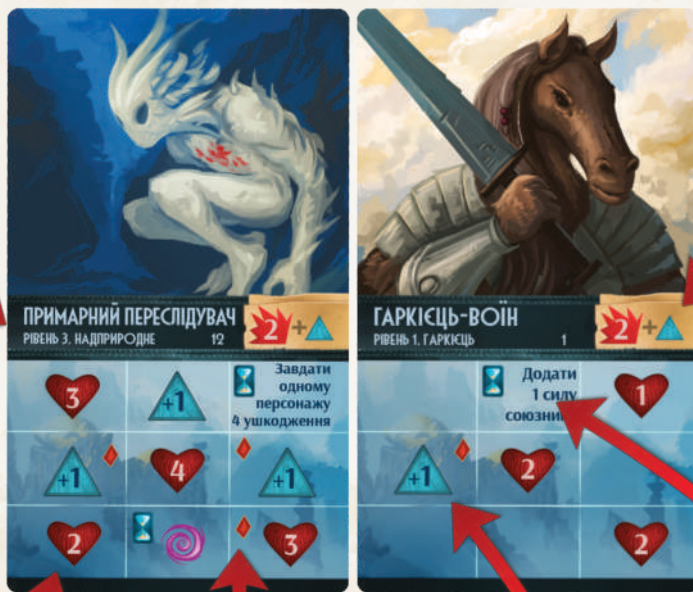 ПРИМАРНИЙ ПЕРЕСЛІДУВАЧ
РІВЕНЬ 3, НАДПРИРОДНЕ 12
2 +
3
+1
Завдати
одному
персонажу
4 ушкодження
+1
4
+1
2
3
ГАРКІЄЦЬ-ВОЇН
РІВЕНЬ 1, ГАРКІЄЦЬ 1
2 +
Додати
1 силу
1
+1
2
2